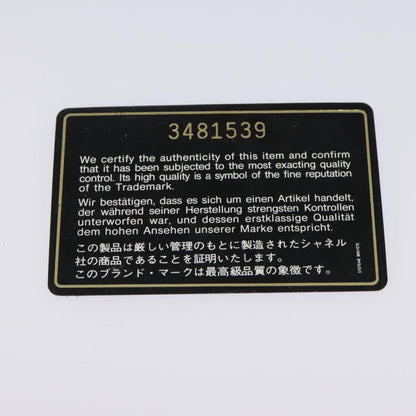 3481539
We certify the authenticity of this item and confirm
that it has been subjected to the most exacting quality
control. Its high quality is a symbol of the fine reputation
of the Trademark.
Wir bestätigen, dass es sich um einen Artikel handelt,
der während seiner Herstellung strengsten Kontrollen
unterworfen wurde, und dessen erstklassige Qualität
dem hohen Ansehen unserer Marke entspricht.
この製品は厳しい管理のもとに製造されたシャネル
社の商品であることを証明いたします。
このブランド・マークは最高級品質の象徴です。